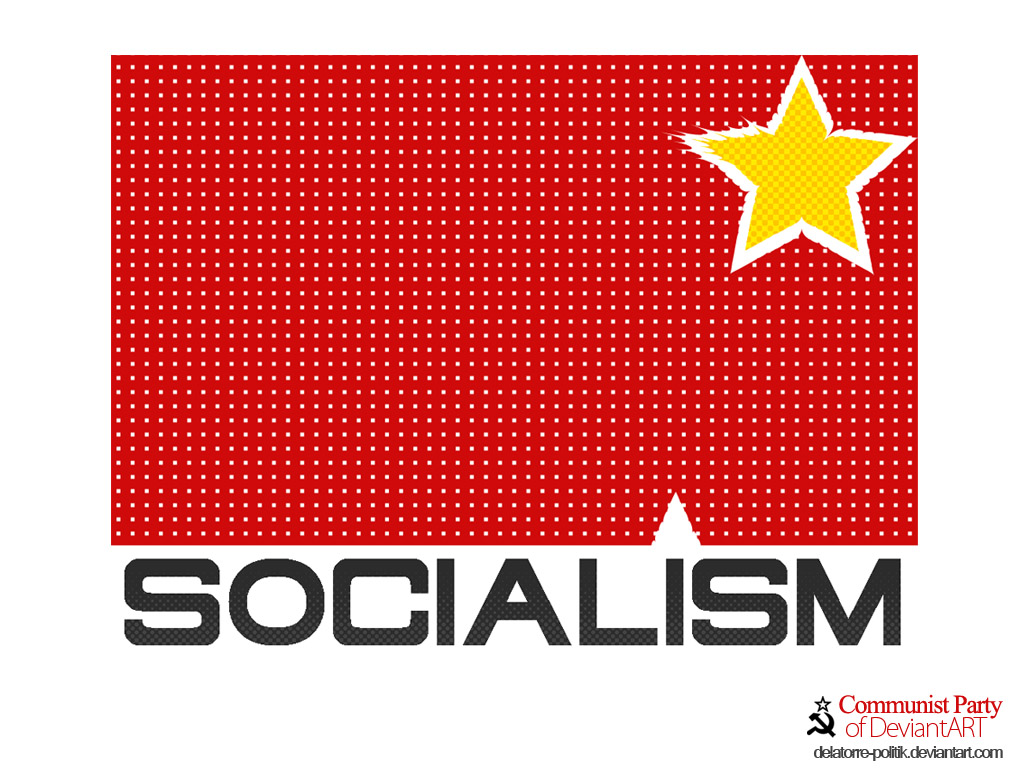 SOCIALISM
Communist Party
of DeviantART
delatorre-politik.deviantart.com